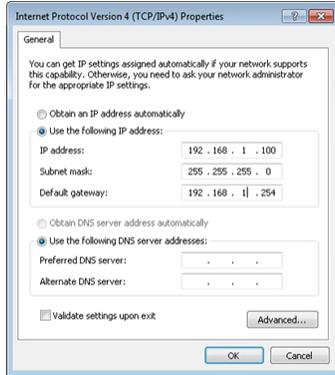 Internet Protocol Version 4 (TCP/IPv4) Properties
General
You can get IP settings assigned automatically if your network supports
this capability. Otherwise, you need to ask your network administrator
for the appropriate IP settings.
Obtain an IP address automatically
Use the following IP address:
IP address: 192 . 168 . 1 . 100
Subnet mask: 255 . 255 . 255 . 0
Default gateway: 192 . 168 . 1 . 254
Obtain DNS server address automatically
Use the following DNS server addresses:
Preferred DNS server: . . .
Alternate DNS server: . . .
Validate settings upon exit
Advanced...
OK Cancel